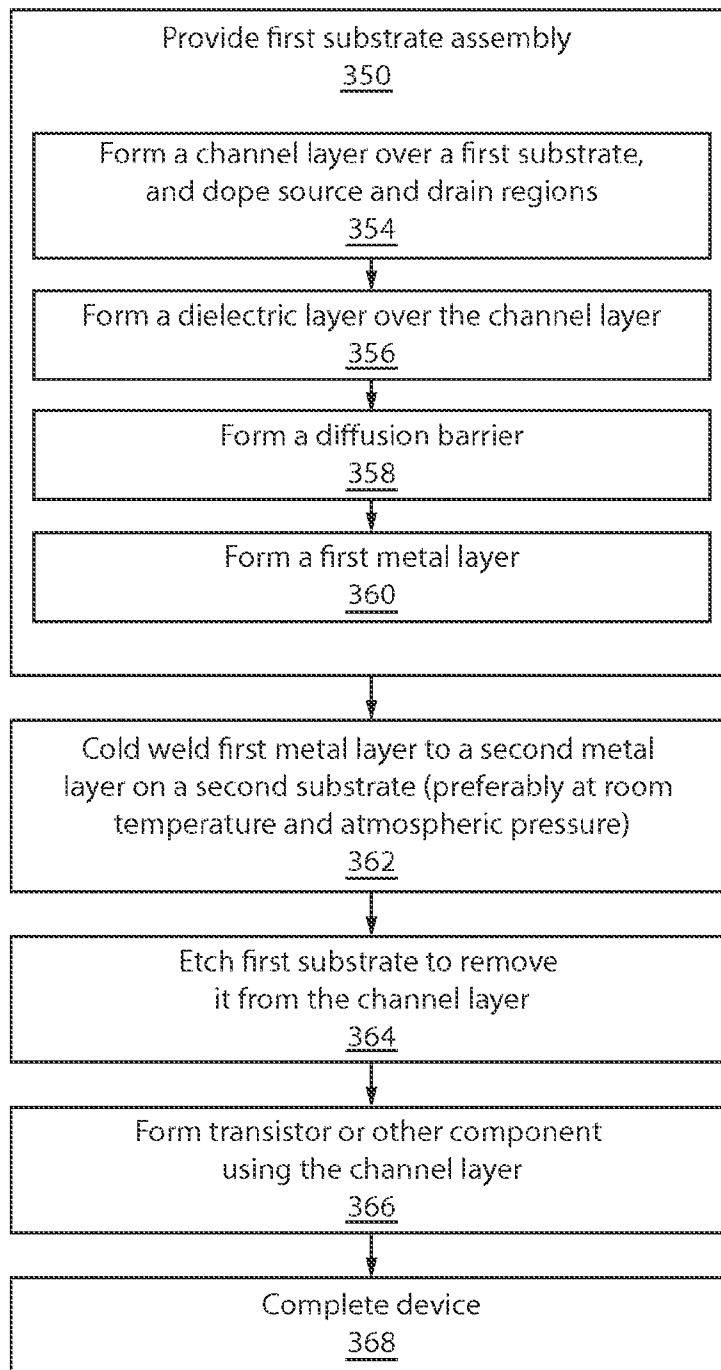 Provide first substrate assembly
350
Form a channel layer over a first substrate,
and dope source and drain regions
354
Form a dielectric layer over the channel layer
356
Form a diffusion barrier
358
Form a first metal layer
360
Cold weld first metal layer to a second metal
layer on a second substrate (preferably at room
temperature and atmospheric pressure)
362
Etch first substrate to remove
it from the channel layer
364
Form transistor or other component
using the channel layer
366
Complete device
368